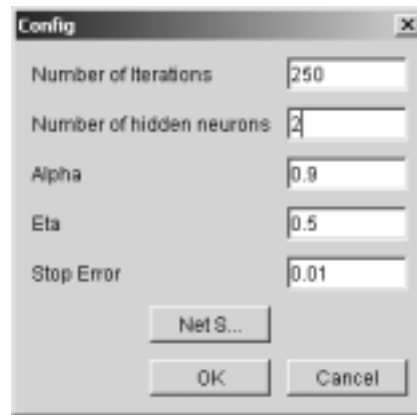 Config
Number of Iterations 250
Number of hidden neurons 2
Alpha 0.9
Eta 0.5
Stop Error 0.01
Net S...
OK Cancel